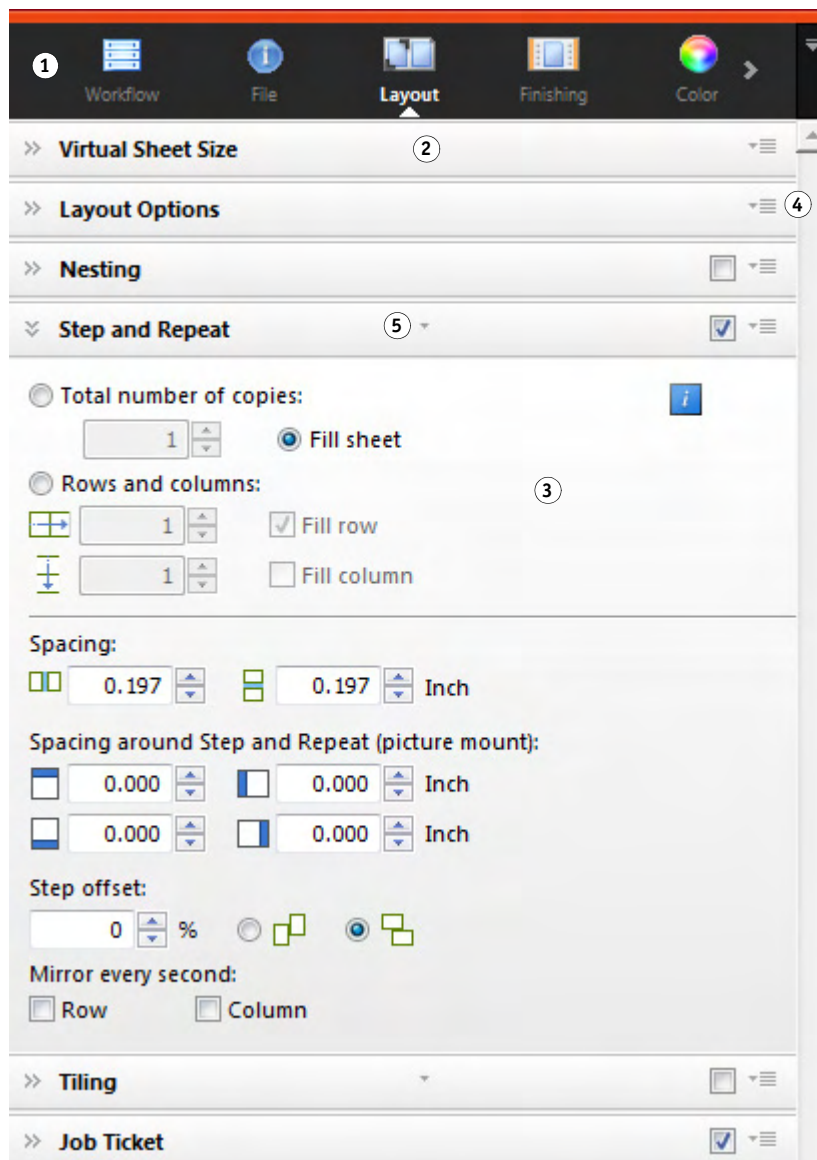 1
Workflow File Layout Finishing Color
Virtual Sheet Size 2
Layout Options 4
Nesting
Step and Repeat 5
Total number of copies: i
1 Fill sheet
Rows and columns: 3
1 Fill row
1 Fill column
Spacing:
0.197 0.197 Inch
Spacing around Step and Repeat (picture mount):
0.000 0.000 Inch
0.000 0.000 Inch
Step offset:
0 %
Mirror every second:
Row Column
Tiling
Job Ticket